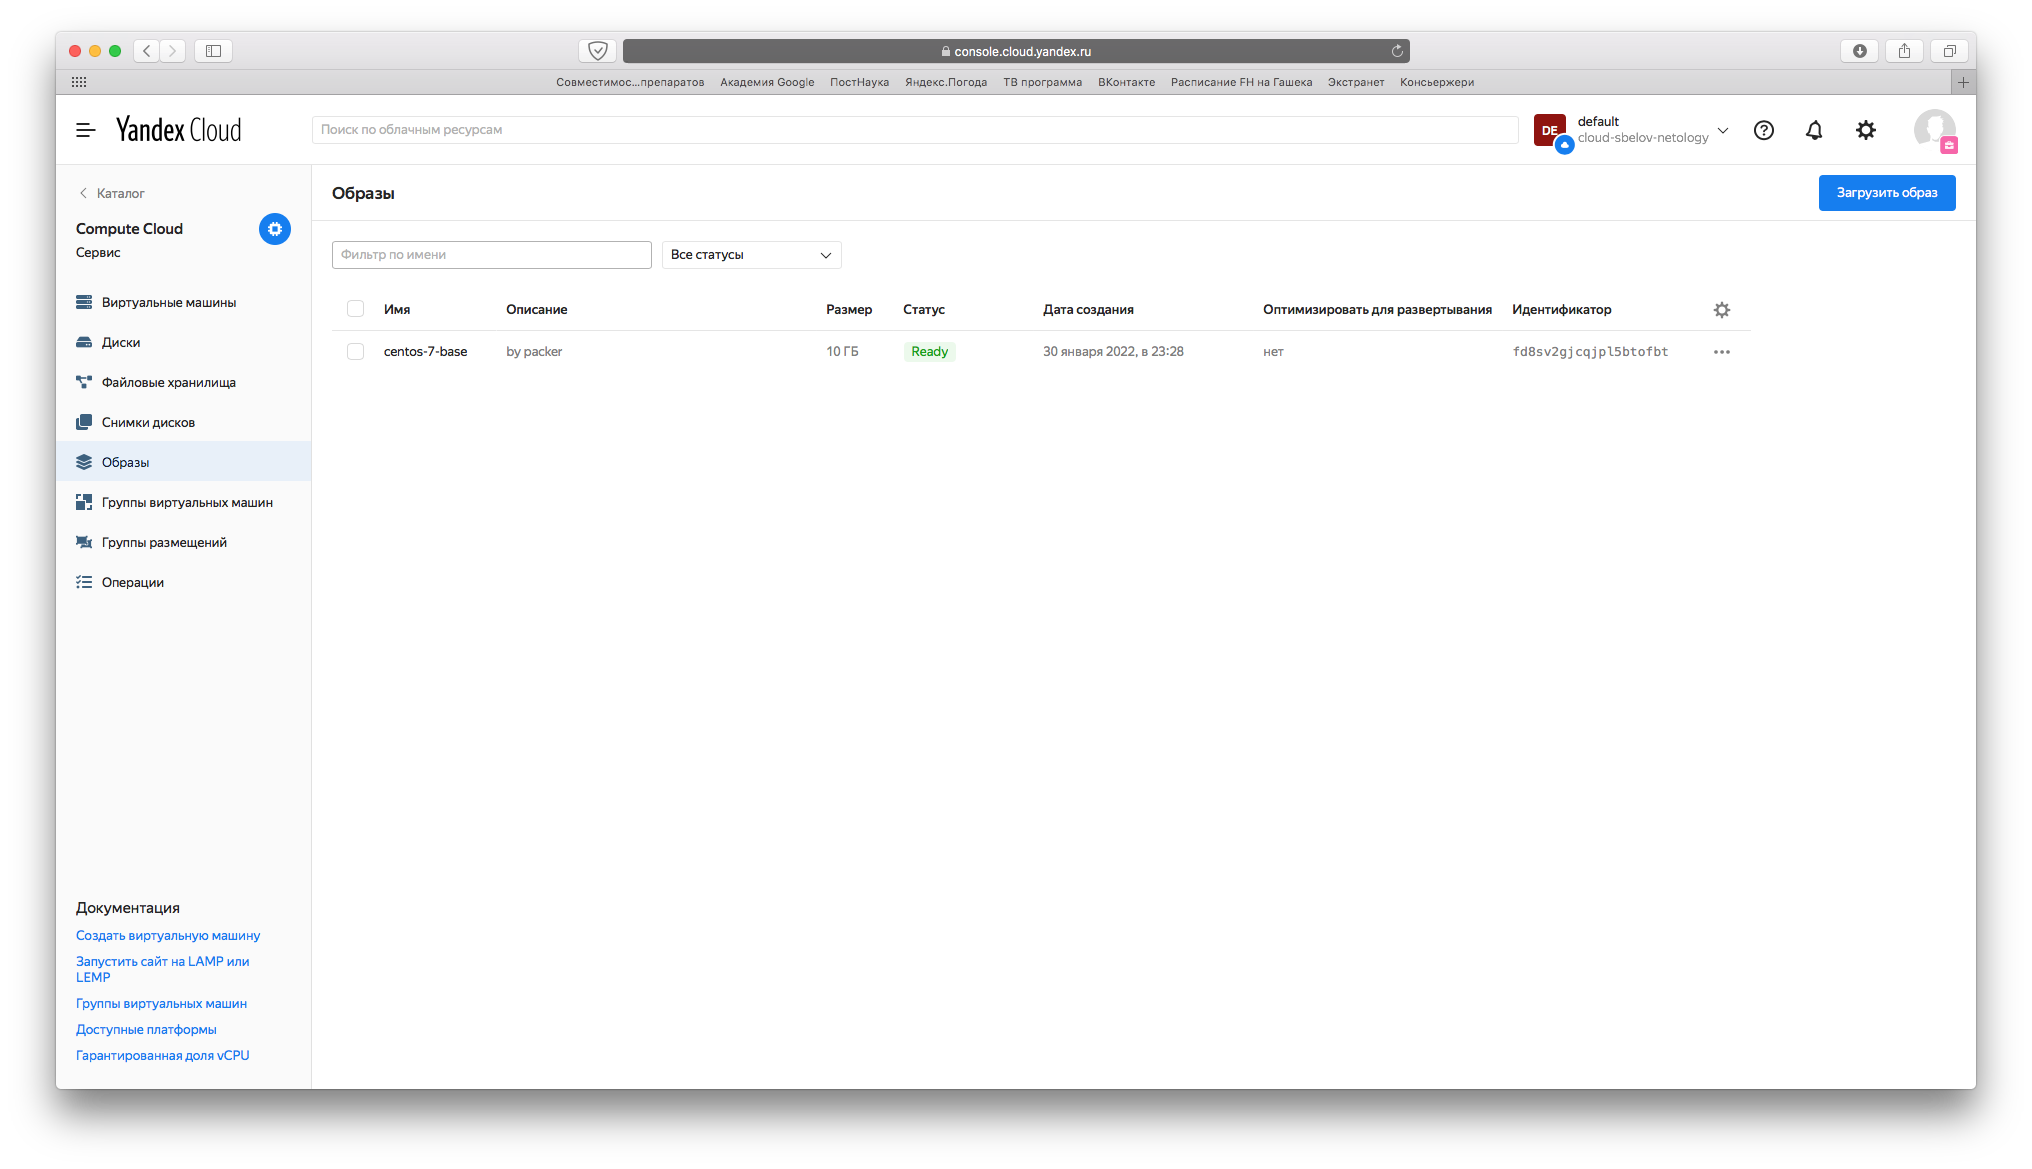 console.cloud.yandex.ru
Совместимос...препаратов Академия Google ПостНаука Яндекс.Погода ТВ программа ВКонтакте Расписание FH на Гашека Экстранет Консьержери
Yandex Cloud
Поиск по облачным ресурсам
DE
default
cloud-sbelov-netology
Каталог
Compute Cloud
Сервис
Виртуальные машины
Диски
Файловые хранилища
Снимки дисков
Образы
Группы виртуальных машин
Группы размещений
Операции
Документация
Создать виртуальную машину
Запустить сайт на LAMP или
LEMP
Группы виртуальных машин
Доступные платформы
Гарантированная доля vCPU
Образы
Загрузить образ
Фильтр по имени
Все статусы
Имя Описание Размер Статус Дата создания Оптимизировать для развертывания Идентификатор
centos-7-base by packer 10 ГБ Ready 30 января 2022, в 23:28 нет fd8sv2gjcqjpl5btofbt